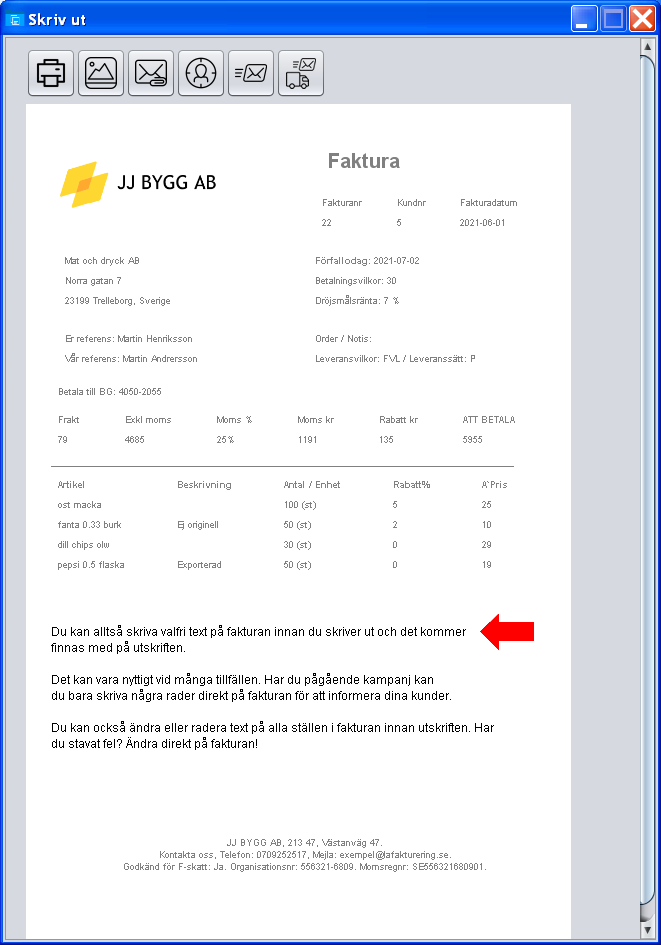 Skriv ut
JJ BYGG AB
Faktura
Fakturanr Kundnr Fakturadatum
22 5 2021-06-01
Mat och dryck AB
Norra gatan 7
23199 Trelleborg, Sverige
Förfallodag: 2021-07-02
Betalningsvilkor: 30
Dröjsmålsränta: 7 %
Er referens: Martin Henriksson
Vår referens: Martin Andrersson
Order / Notis:
Leveransvilkor: FVL / Leveranssätt: P
Betala till BG: 4050-2055
Frakt Exkl moms Moms % Moms kr Rabatt kr ATT BETALA
79 4685 25% 1191 135 5955
Artikel Beskrivning Antal / Enhet Rabatt% A`Pris
ost macka 100 (st) 5 25
fanta 0.33 burk Ej originell 50 (st) 2 10
dill chips olw 30 (st) 0 29
pepsi 0.5 flaska Exporterad 50 (st) 0 19
Du kan alltså skriva valfri text på fakturan innan du skriver ut och det kommer
finnas med på utskriften.
Det kan vara nyttigt vid många tillfällen. Har du pågående kampanj kan
du bara skriva några rader direkt på fakturan för att informera dina kunder.
Du kan också ändra eller radera text på alla ställen i fakturan innan utskriften. Har
du stavat fel? Ändra direkt på fakturan!
JJ BYGG AB, 213 47, Västanväg 47.
Kontakta oss, Telefon: 0709252517, Mejla: exempel@lafakturering.se.
Godkänd för F-skatt: Ja. Organisationsnr: 556321-6809. Momsregnr: SE556321680901.